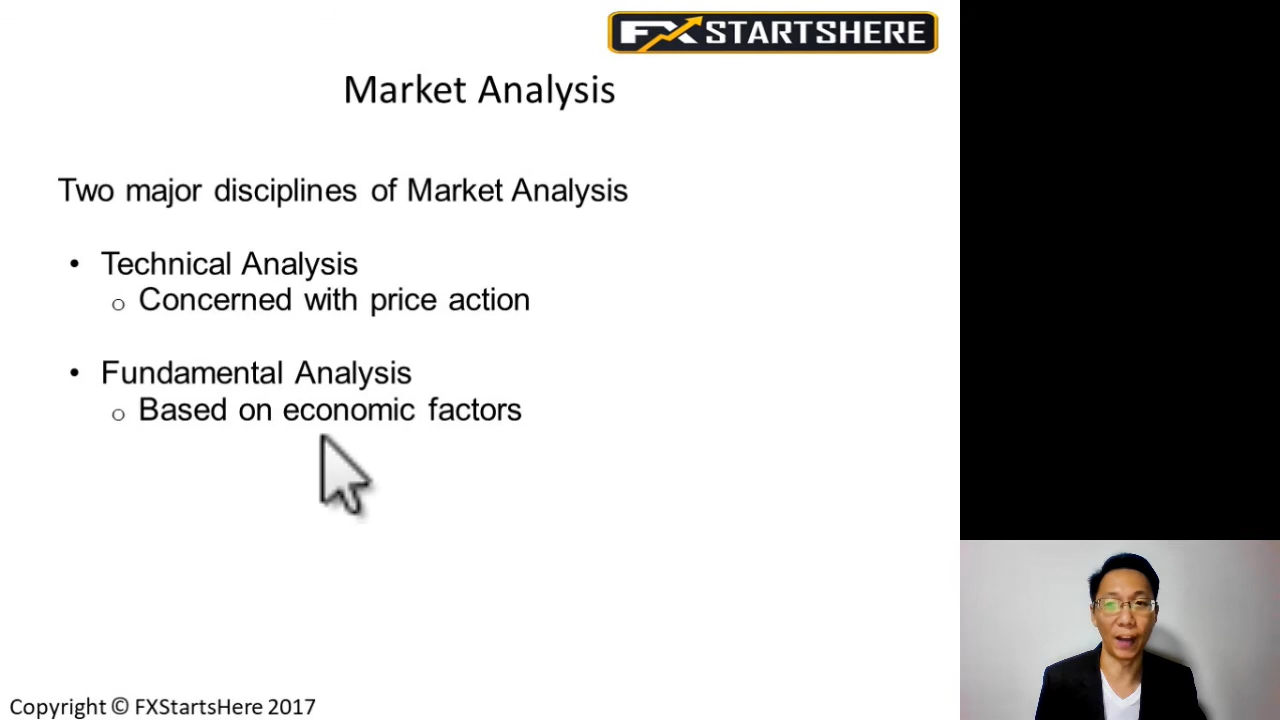 FXSTARTSHERE
Market Analysis
Two major disciplines of Market Analysis
• Technical Analysis
o Concerned with price action
• Fundamental Analysis
o Based on economic factors
Copyright © FXStartsHere 2017